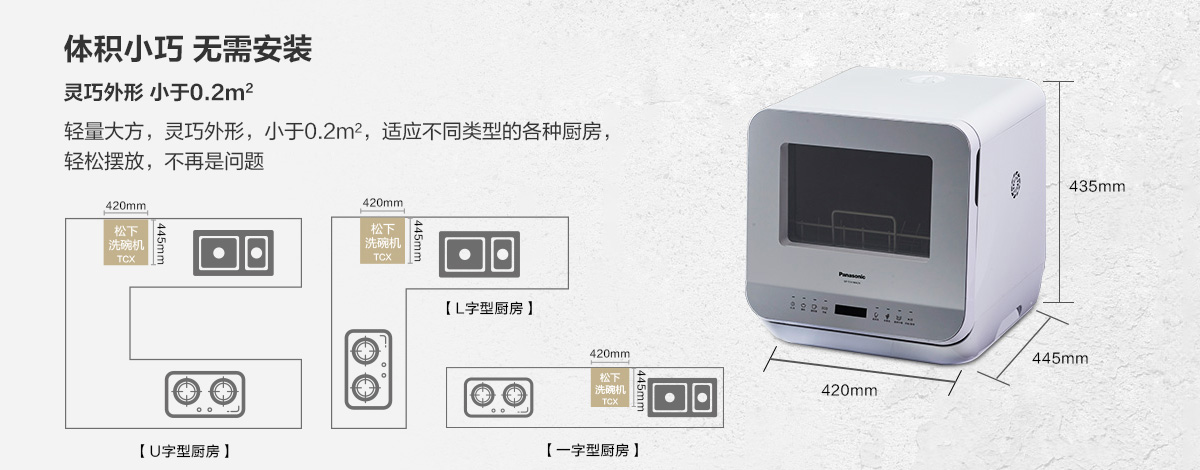 体积小巧 无需安装
灵巧外形 小于0.2m²
轻量大方，灵巧外形，小于0.2m²，适应不同类型的各种厨房，
轻松摆放，不再是问题
420mm
松下
洗碗机
TCX
445mm
【 U字型厨房 】
420mm
松下
洗碗机
TCX
445mm
【 L字型厨房 】
420mm
松下
洗碗机
TCX
445mm
【 一字型厨房 】
Panasonic
435mm
445mm
420mm